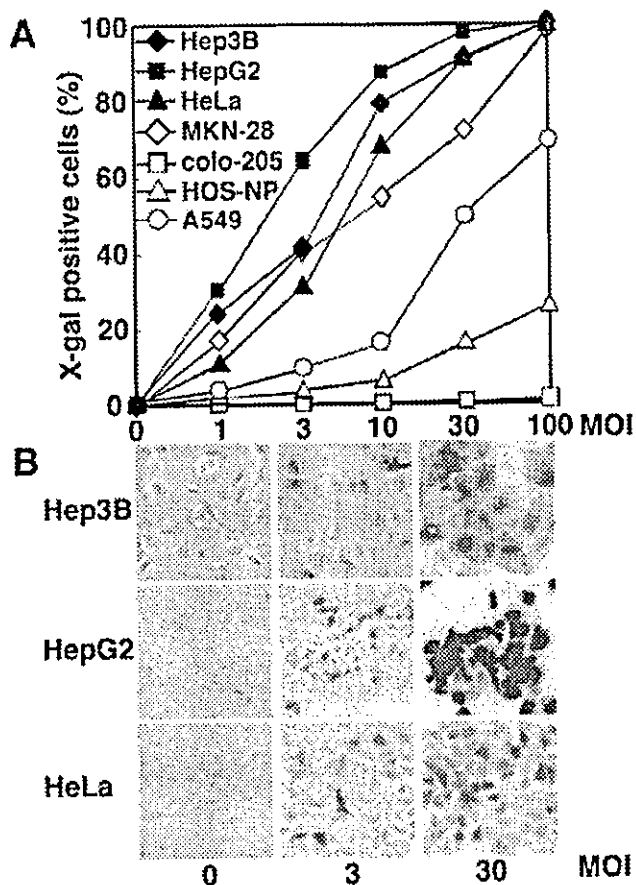 A
X-gal positive cells (%)
100
80
60
40
20
0
Hep3B
HepG2
HeLa
MKN-28
colo-205
HOS-NP
A549
0 1 3 10 30 100 MOI
B
Hep3B
HepG2
HeLa
0 3 30 MOI